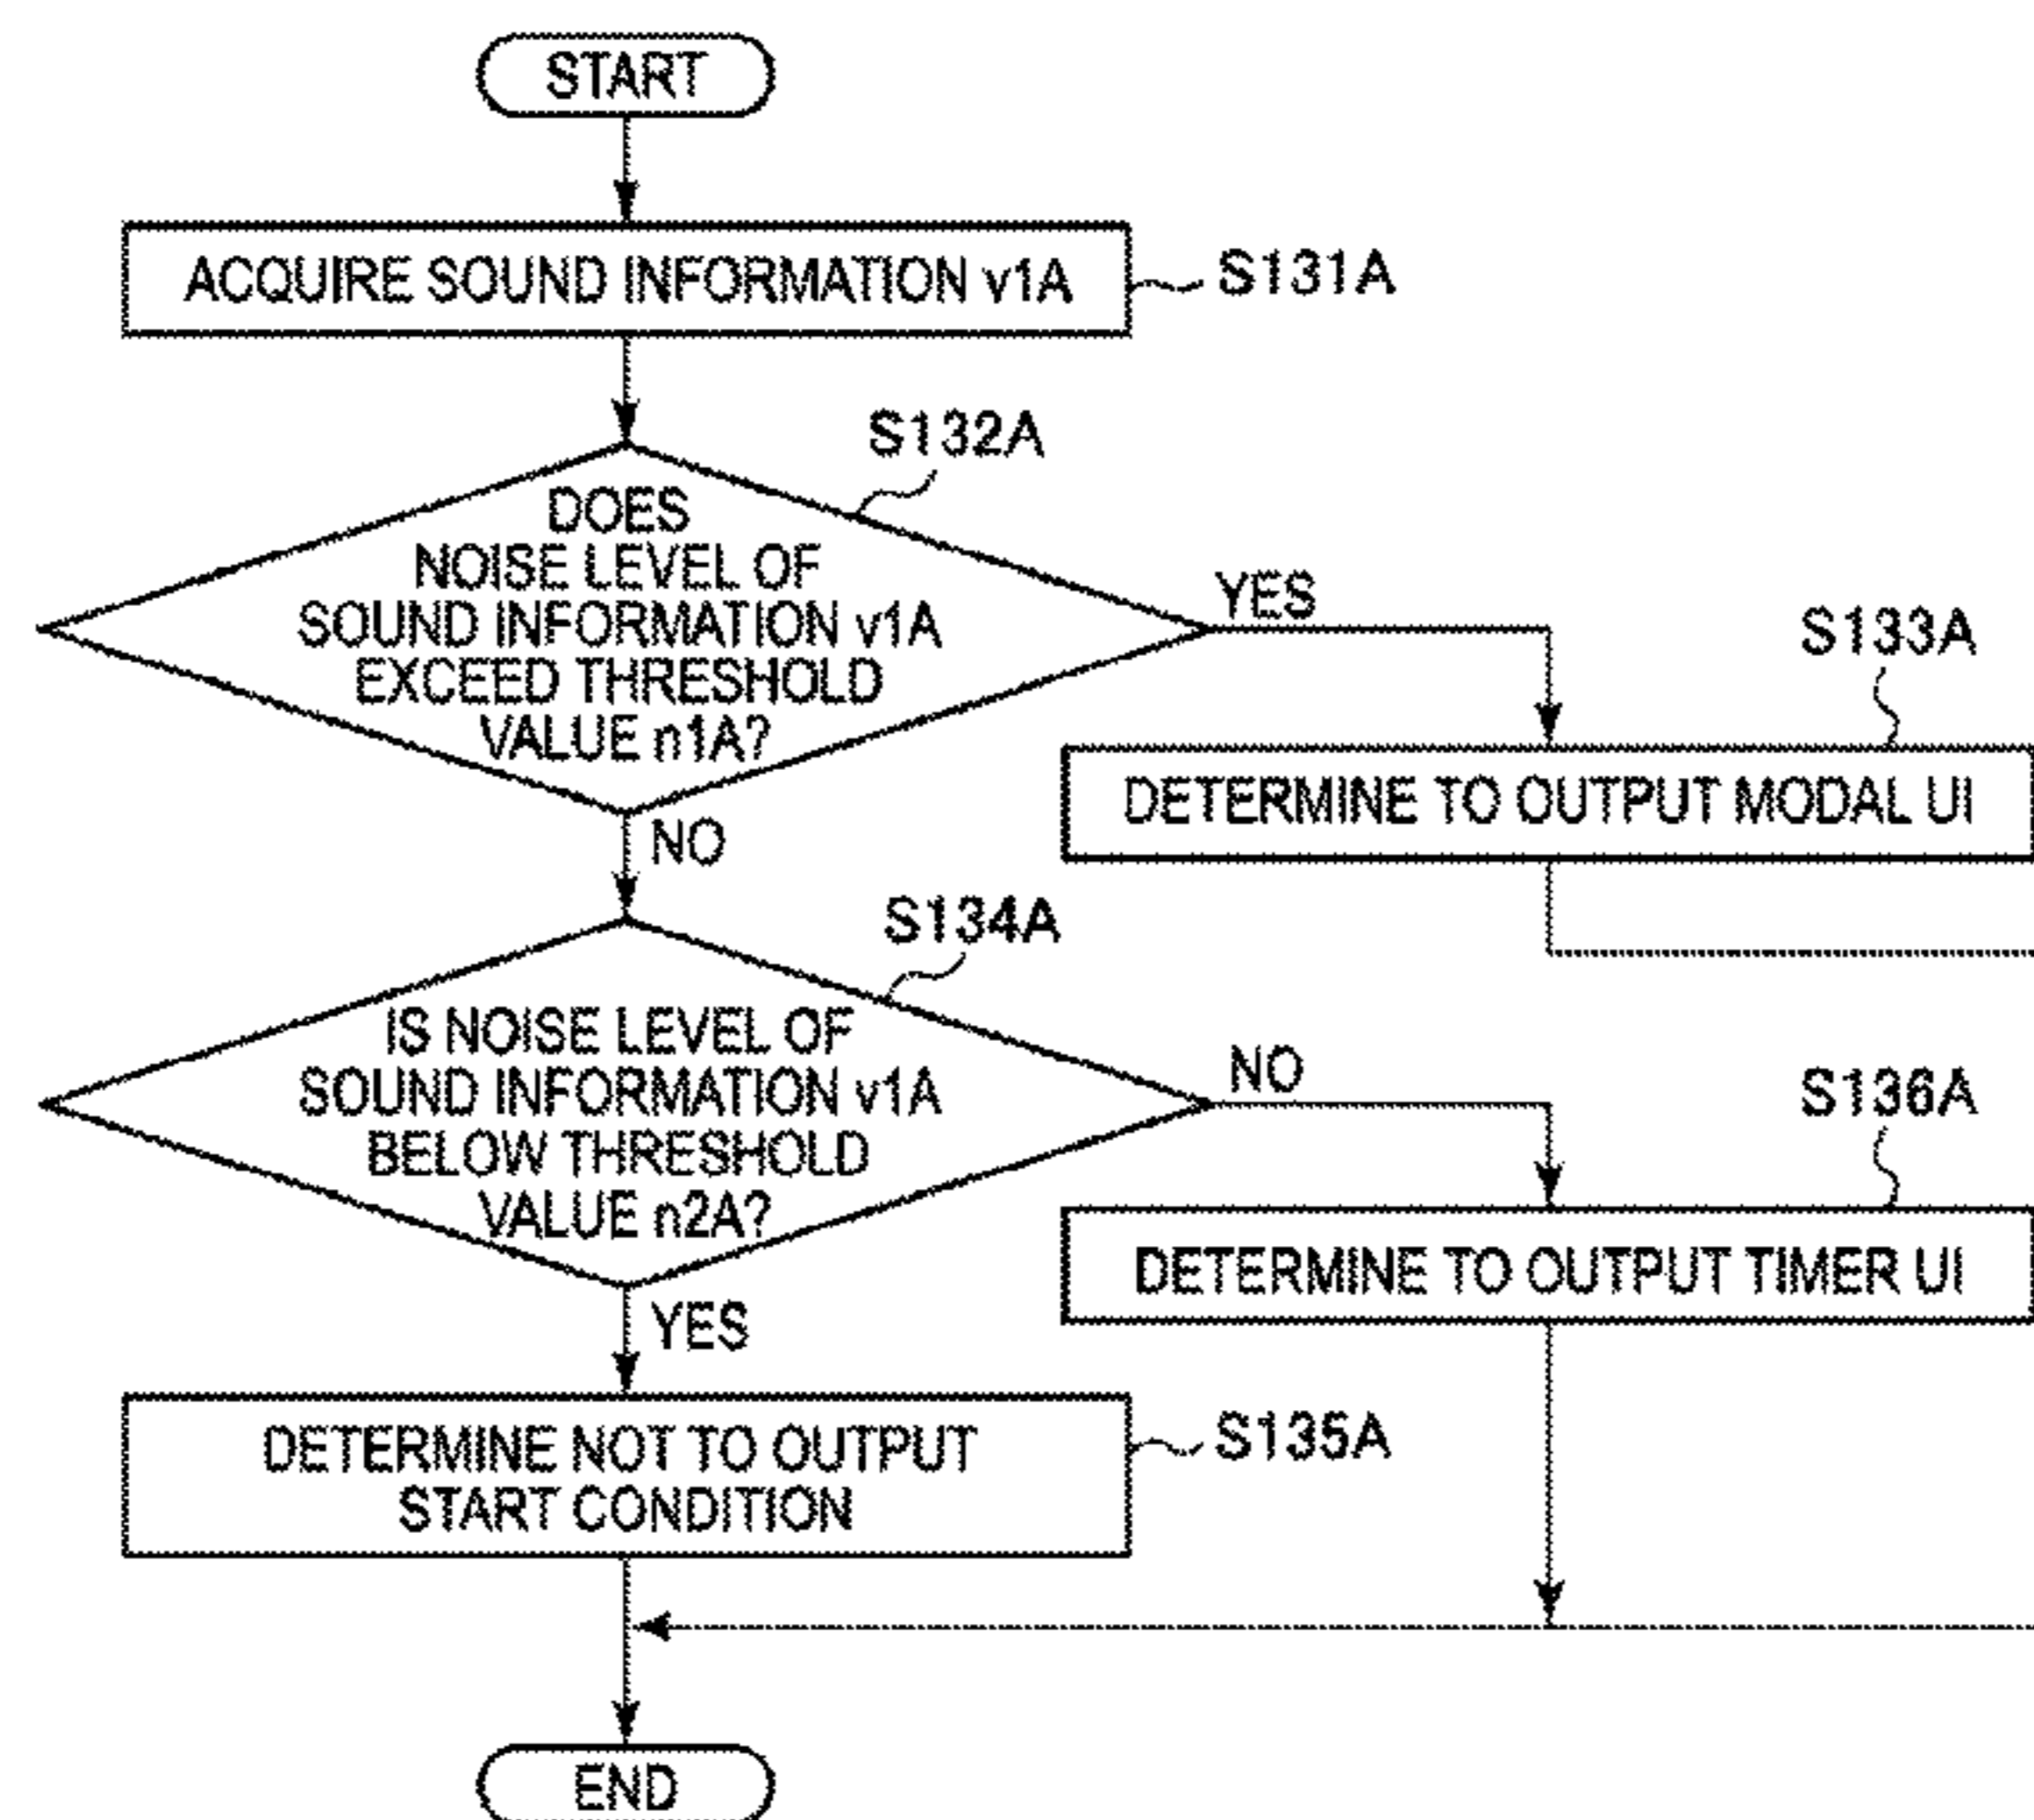 START
ACQUIRE SOUND INFORMATION v1A
S131A
S132A
DOES
NOISE LEVEL OF
SOUND INFORMATION v1A
EXCEED THRESHOLD
VALUE n1A?
YES
S133A
DETERMINE TO OUTPUT MODAL UI
NO
S134A
IS NOISE LEVEL OF
SOUND INFORMATION v1A
BELOW THRESHOLD
VALUE n2A?
NO
S136A
DETERMINE TO OUTPUT TIMER UI
YES
DETERMINE NOT TO OUTPUT
START CONDITION
S135A
END